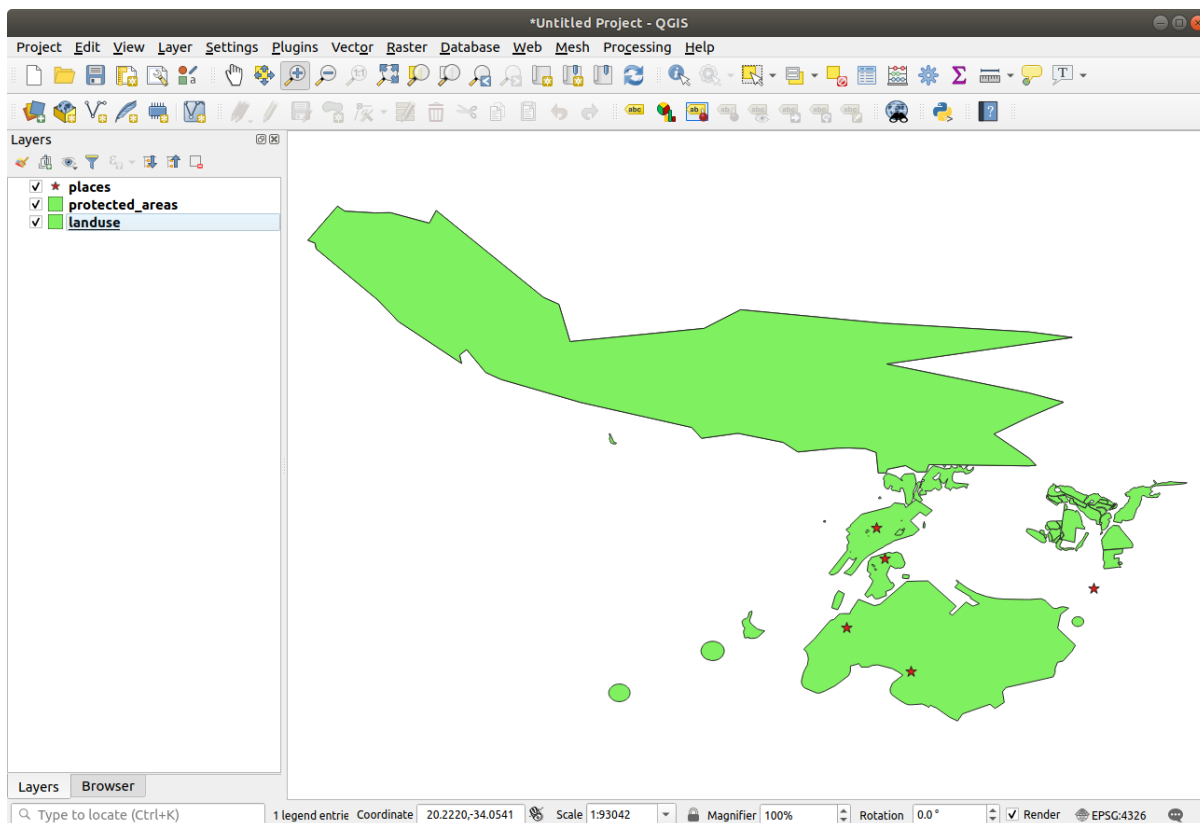 *Untitled Project - QGIS
Project Edit View Layer Settings Plugins Vector Raster Database Web Mesh Processing Help
Layers
places
protected_areas
landuse
Layers Browser
Type to locate (Ctrl+K) 1 legend entrie Coordinate 20.2220,-34.0541 Scale 1:93042 Magnifier 100% Rotation 0.0 ° Render EPSG:4326